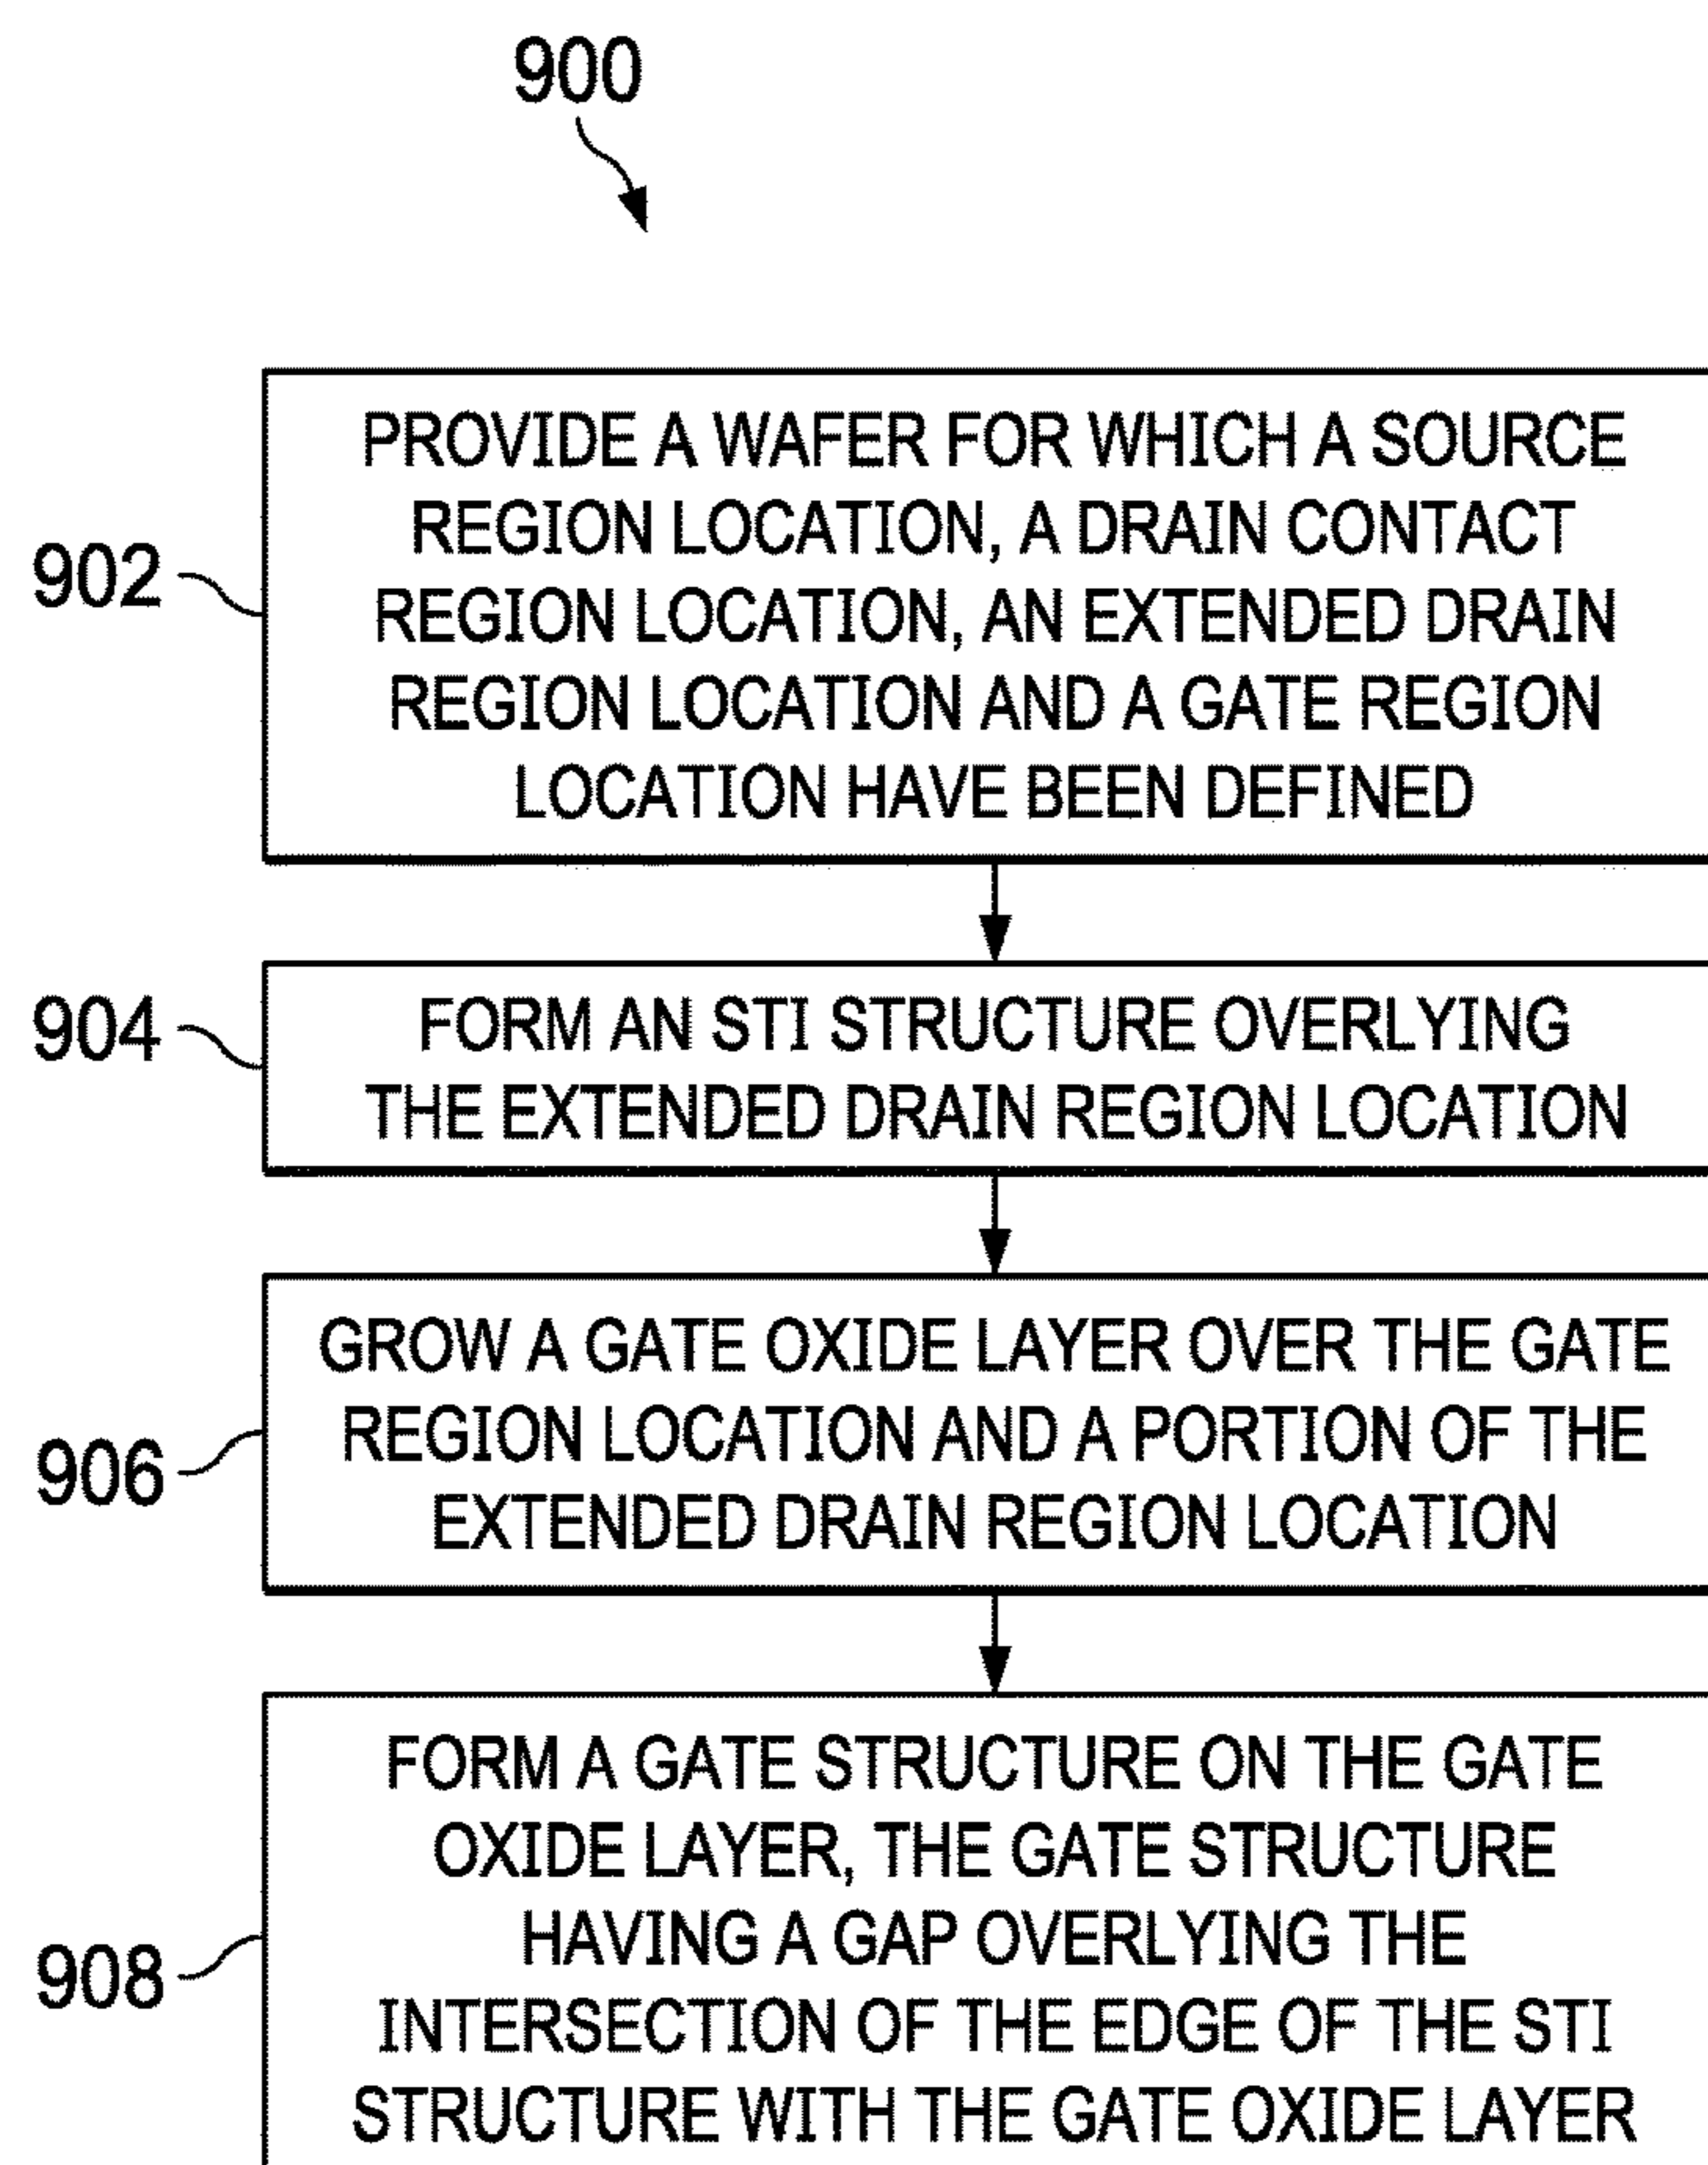 900
902
PROVIDE A WAFER FOR WHICH A SOURCE
REGION LOCATION, A DRAIN CONTACT
REGION LOCATION, AN EXTENDED DRAIN
REGION LOCATION AND A GATE REGION
LOCATION HAVE BEEN DEFINED
904
FORM AN STI STRUCTURE OVERLYING
THE EXTENDED DRAIN REGION LOCATION
906
GROW A GATE OXIDE LAYER OVER THE GATE
REGION LOCATION AND A PORTION OF THE
EXTENDED DRAIN REGION LOCATION
908
FORM A GATE STRUCTURE ON THE GATE
OXIDE LAYER, THE GATE STRUCTURE
HAVING A GAP OVERLYING THE
INTERSECTION OF THE EDGE OF THE STI
STRUCTURE WITH THE GATE OXIDE LAYER